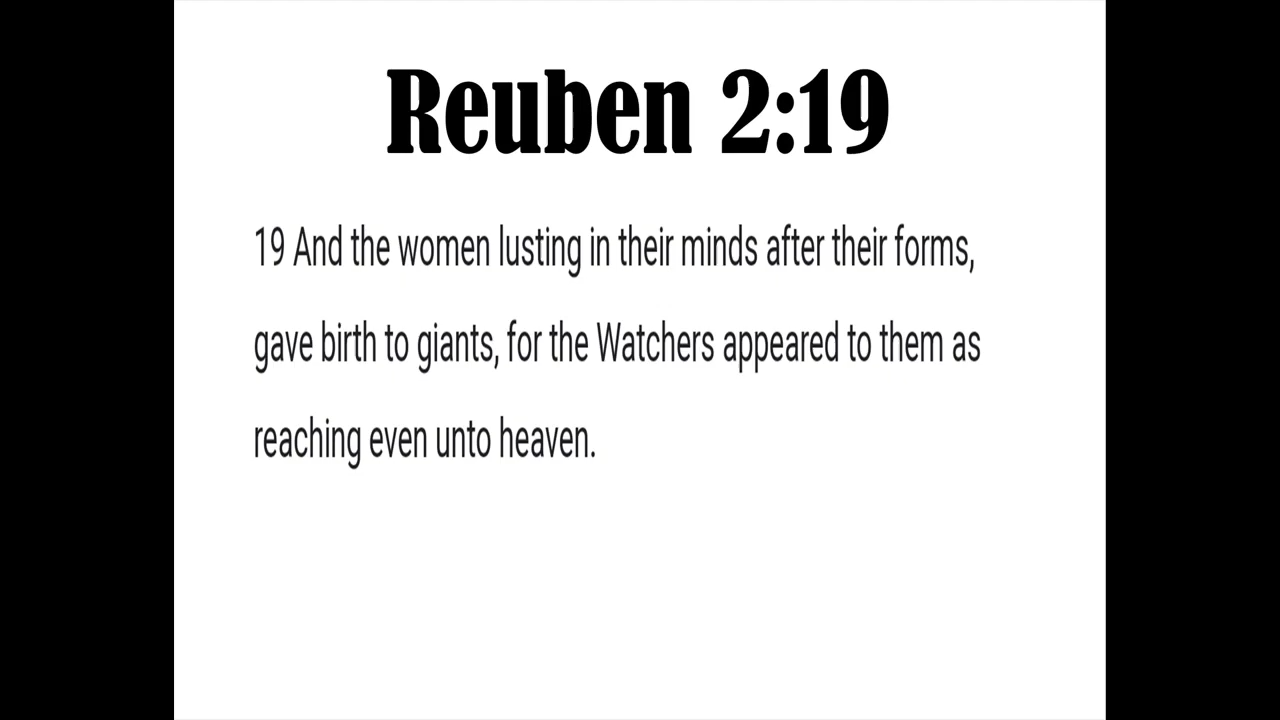 Reuben 2:19
19 And the women lusting in their minds after their forms,
gave birth to giants, for the Watchers appeared to them as
reaching even unto heaven.